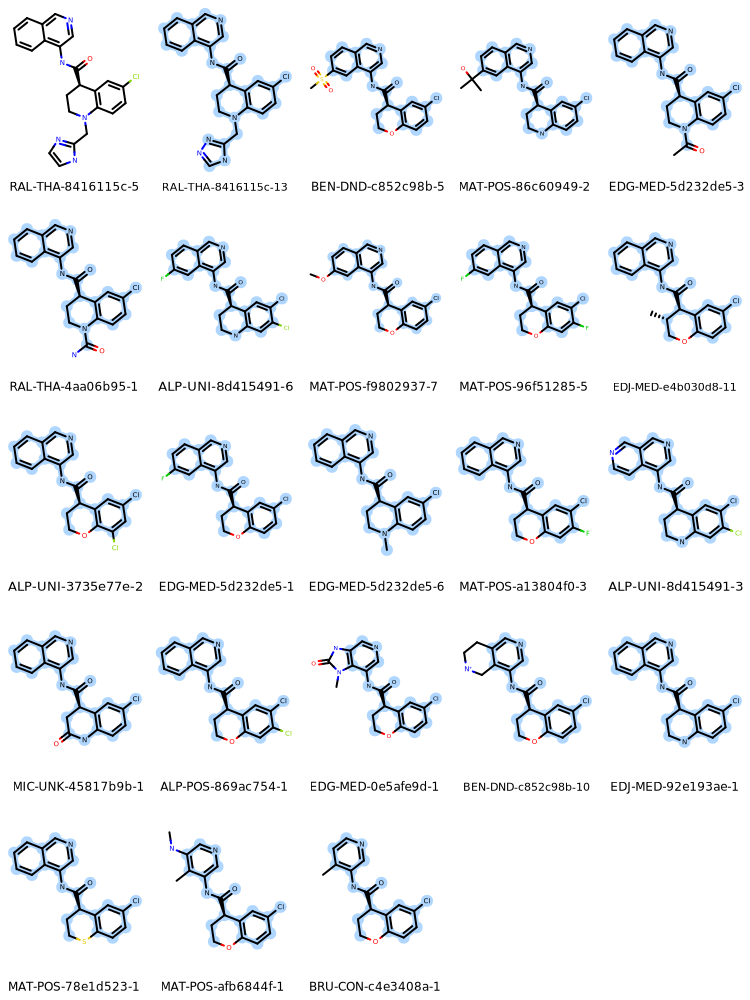 RAL-THA-8416115c-5 RAL-THA-8416115c-13 BEN-DND-c852c98b-5 MAT-POS-86c60949-2 EDG-MED-5d232de5-3
RAL-THA-4aa06b95-1 ALP-UNI-8d415491-6 MAT-POS-f9802937-7 MAT-POS-96f51285-5 EDJ-MED-e4b030d8-11
ALP-UNI-3735e77e-2 EDG-MED-5d232de5-1 EDG-MED-5d232de5-6 MAT-POS-a13804f0-3 ALP-UNI-8d415491-3
MIC-UNK-45817b9b-1 ALP-POS-869ac754-1 EDG-MED-0e5afe9d-1 BEN-DND-c852c98b-10 EDJ-MED-92e193ae-1
MAT-POS-78e1d523-1 MAT-POS-afb6844f-1 BRU-CON-c4e3408a-1